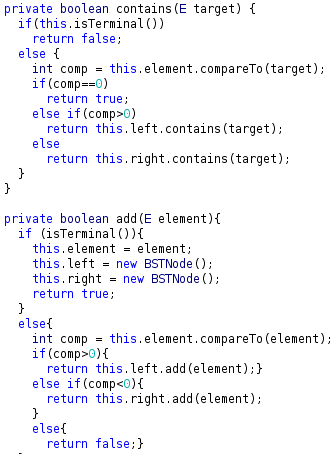 private boolean contains(E target) {
  if(this.isTerminal())
    return false;
  else {
    int comp = this.element.compareTo(target);
    if(comp==0)
      return true;
    else if(comp>0)
      return this.left.contains(target);
    else
      return this.right.contains(target);
  }
}

private boolean add(E element){
  if (isTerminal()){
    this.element = element;
    this.left = new BSTNode();
    this.right = new BSTNode();
    return true;
  }
  else{
    int comp = this.element.compareTo(element);
    if(comp>0){
      return this.left.add(element);}
    else if(comp<0){
      return this.right.add(element);
    }
    else{
      return false;}